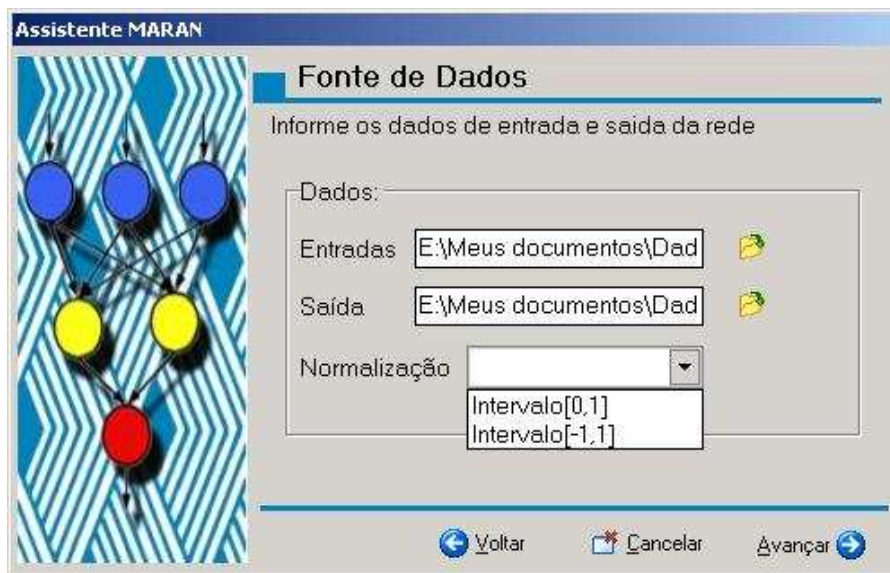 Assistente MARAN
Fonte de Dados
Informe os dados de entrada e saida da rede
Dados:
Entradas E:\Meus documentos\Dad
Saída E:\Meus documentos\Dad
Normalização
Intervalo[0,1]
Intervalo[-1,1]
Voltar Cancelar Avançar